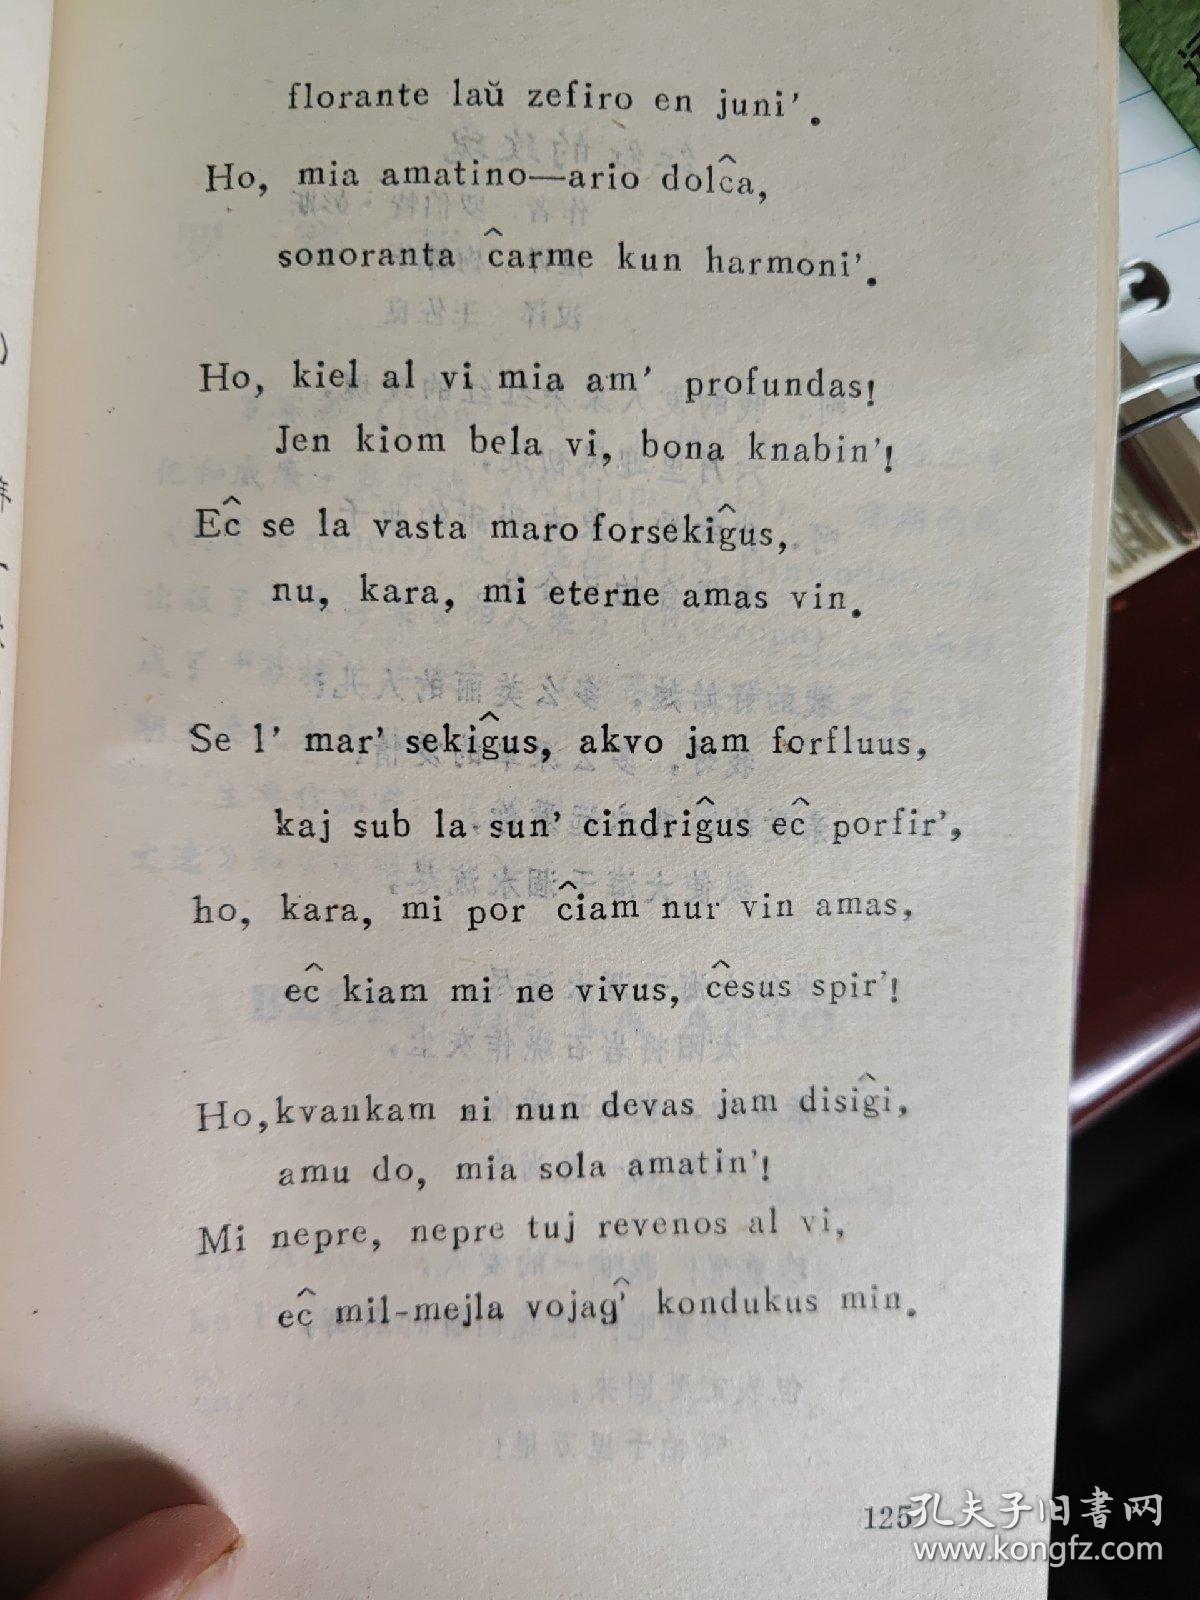 florante laŭ zefiro en juni’.
Ho, mia amatino—ario dolĉa,
sonoranta ĉarme kun harmoni’.
Ho, kiel al vi mia am’ profundas!
Jen kiom bela vi, bona knabin’!
Eĉ se la vasta maro forsekiĝus,
nu, kara, mi eterne amas vin.
Se l’ mar’ sekiĝus, akvo jam forfluus,
kaj sub la sun’ cindriĝus eĉ porfir’,
ho, kara, mi por ĉiam nur vin amas,
eĉ kiam mi ne vivus, ĉesus spir’!
Ho, kvankam ni nun devas jam disiĝi,
amu do, mia sola amatin’!
Mi nepre, nepre tuj revenos al vi,
eĉ mil-mejla vojaĝ’ kondukus min.
125
孔夫子旧书网
www.kongfz.com